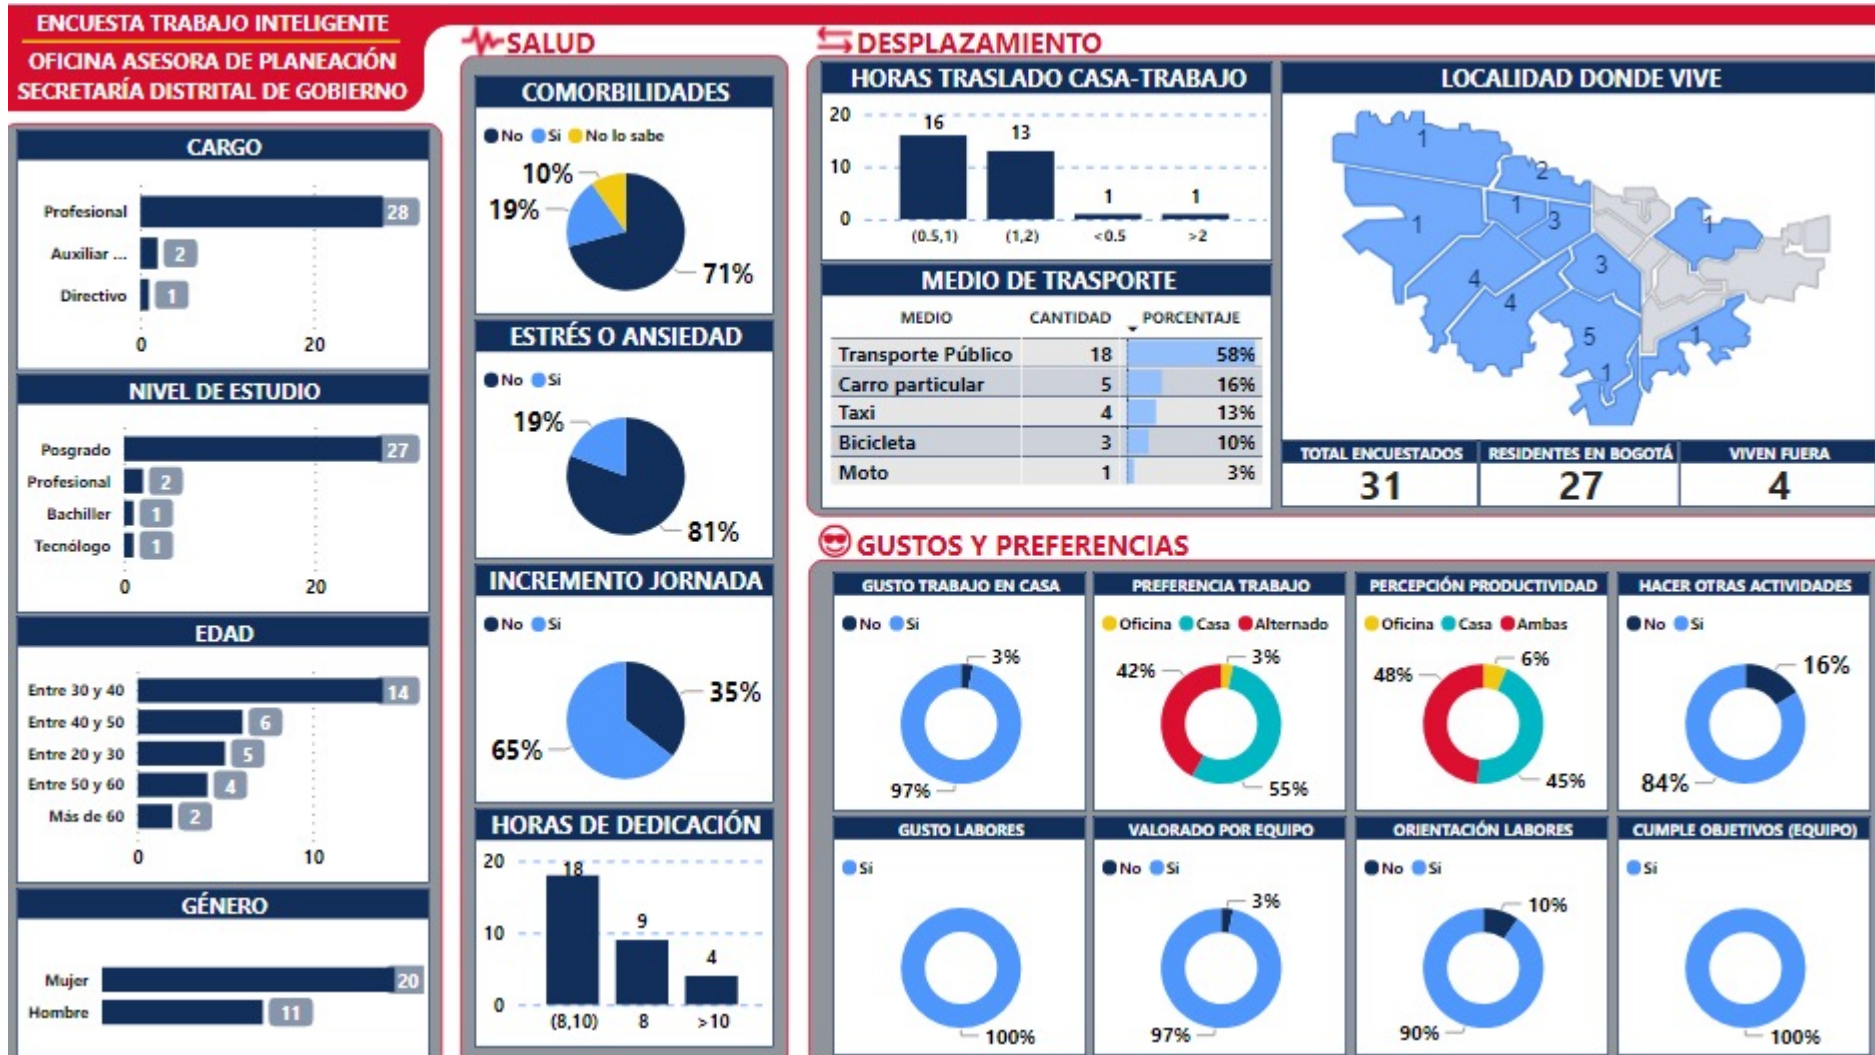 ENCUESTA TRABAJO INTELIGENTE
OFICINA ASESORA DE PLANEACIÓN
SECRETARÍA DISTRITAL DE GOBIERNO
CARGO
Profesional 28
Auxiliar ... 2
Directivo 1
0 20
NIVEL DE ESTUDIO
Posgrado 27
Profesional 2
Bachiller 1
Tecnólogo 1
0 20
EDAD
Entre 30 y 40 14
Entre 40 y 50 6
Entre 20 y 30 5
Entre 50 y 60 4
Más de 60 2
0 10
GÉNERO
Mujer 20
Hombre 11
SALUD
COMORBILIDADES
No Si No lo sabe
10%
19%
71%
ESTRÉS O ANSIEDAD
No Si
19%
81%
INCREMENTO JORNADA
No Si
35%
65%
HORAS DE DEDICACIÓN
20
18
9
10
4
0
(8,10) 8 >10
DESPLAZAMIENTO
HORAS TRASLADO CASA-TRABAJO
20
16 13
10
1 1
0
(0.5,1) (1,2) <0.5 >2
MEDIO DE TRASPORTE
MEDIO CANTIDAD PORCENTAJE
Transporte Público 18 58%
Carro particular 5 16%
Taxi 4 13%
Bicicleta 3 10%
Moto 1 3%
LOCALIDAD DONDE VIVE
1
2
1
1
3
1
3
4
4
5
1
1
TOTAL ENCUESTADOS RESIDENTES EN BOGOTÁ VIVEN FUERA
31 27 4
GUSTOS Y PREFERENCIAS
GUSTO TRABAJO EN CASA
No Si
3%
97%
PREFERENCIA TRABAJO
Oficina Casa Alternado
42% 3%
55%
PERCEPCIÓN PRODUCTIVIDAD
Oficina Casa Ambas
48% 6%
45%
HACER OTRAS ACTIVIDADES
No Si
16%
84%
GUSTO LABORES
Si
100%
VALORADO POR EQUIPO
No Si
3%
97%
ORIENTACIÓN LABORES
No Si
10%
90%
CUMPLE OBJETIVOS (EQUIPO)
Si
100%